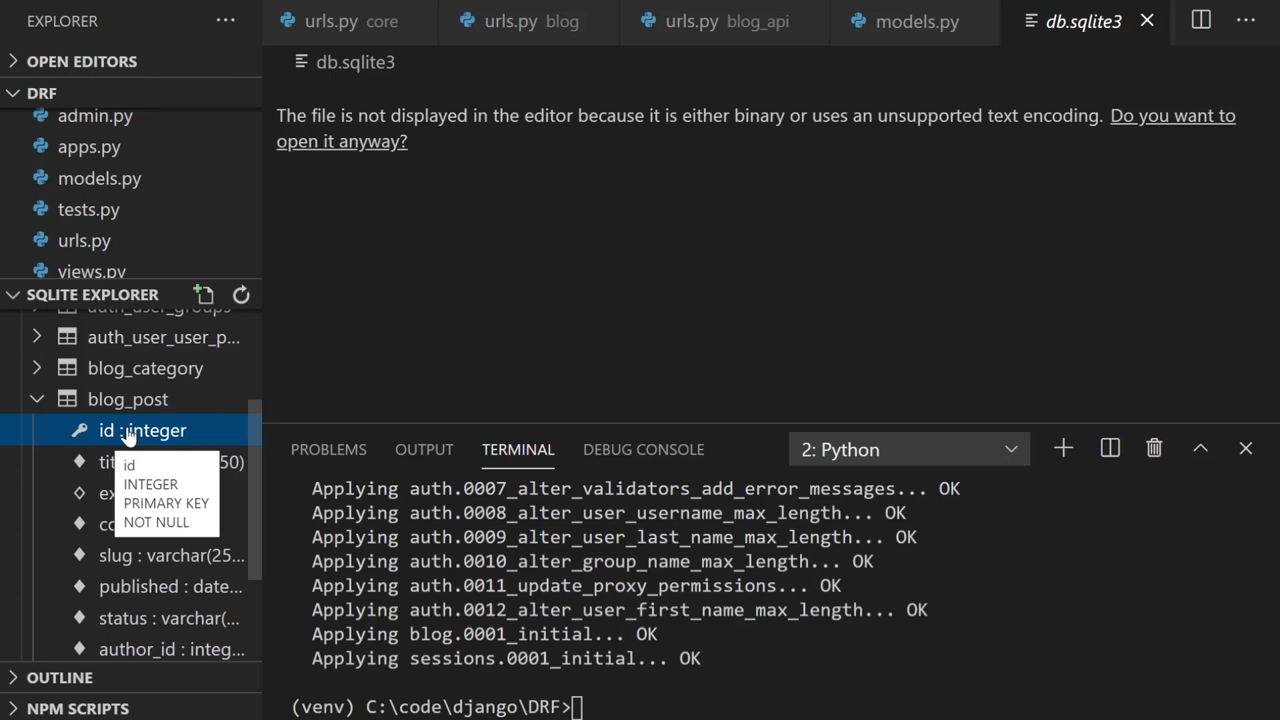 EXPLORER
OPEN EDITORS
DRF
admin.py
apps.py
models.py
tests.py
urls.py
views.py
SQLITE EXPLORER
auth_user_groups
auth_user_user_p...
blog_category
blog_post
id : integer
tit 50)
id
INTEGER
PRIMARY KEY
NOT NULL
ex
co
slug : varchar(25...
published : date...
status : varchar(...
author_id : integ...
OUTLINE
NPM SCRIPTS
urls.py core
urls.py blog
urls.py blog_api
models.py
db.sqlite3
db.sqlite3
The file is not displayed in the editor because it is either binary or uses an unsupported text encoding. Do you want to
open it anyway?
PROBLEMS OUTPUT TERMINAL DEBUG CONSOLE 2: Python
Applying auth.0007_alter_validators_add_error_messages... OK
Applying auth.0008_alter_user_username_max_length... OK
Applying auth.0009_alter_user_last_name_max_length... OK
Applying auth.0010_alter_group_name_max_length... OK
Applying auth.0011_update_proxy_permissions... OK
Applying auth.0012_alter_user_first_name_max_length... OK
Applying blog.0001_initial... OK
Applying sessions.0001_initial... OK
(venv) C:\code\django\DRF>